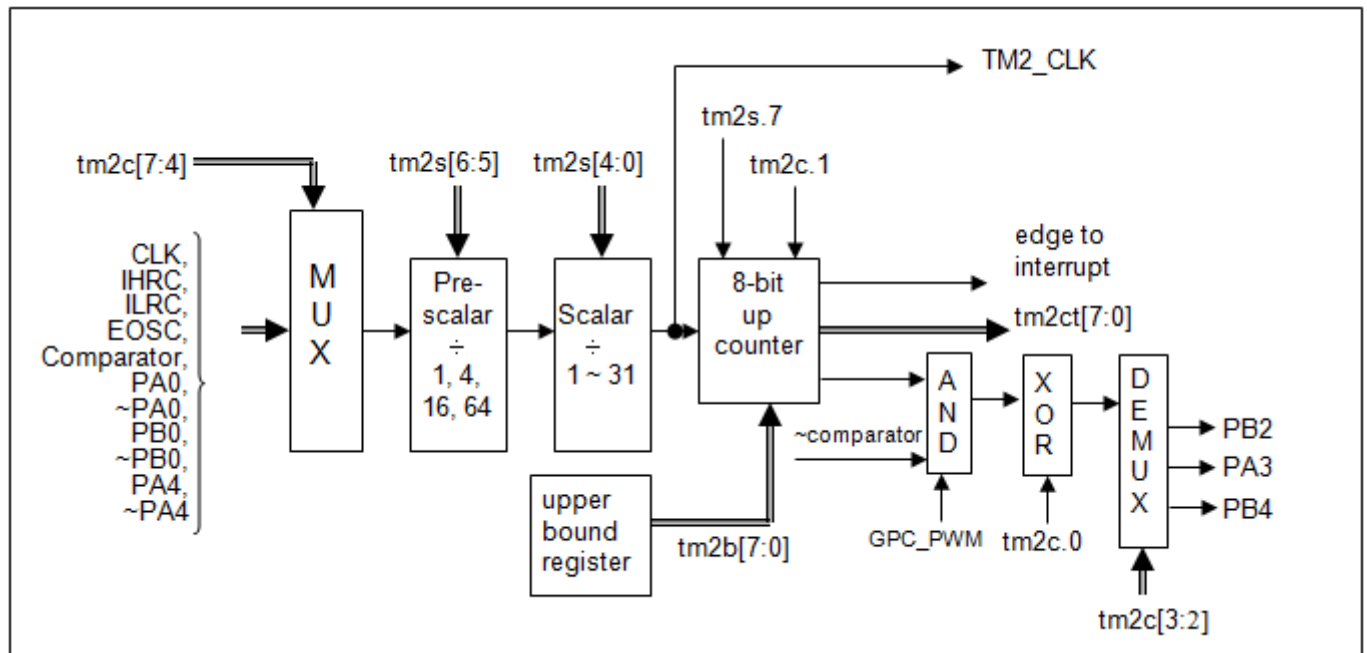 TM2_CLK
tm2s.7
tm2c[7:4]
tm2s[6:5]
tm2s[4:0]
tm2c.1
CLK,
IHRC,
ILRC,
EOSC,
Comparator,
PA0,
~PA0,
PB0,
~PB0,
PA4,
~PA4
M
U
X
Pre-
scalar
÷
1, 4,
16, 64
Scalar
÷
1 ~ 31
8-bit
up
counter
edge to
interrupt
tm2ct[7:0]
upper
bound
register
tm2b[7:0]
~comparator
A
N
D
GPC_PWM
X
O
R
tm2c.0
D
E
M
U
X
PB2
PA3
PB4
tm2c[3:2]